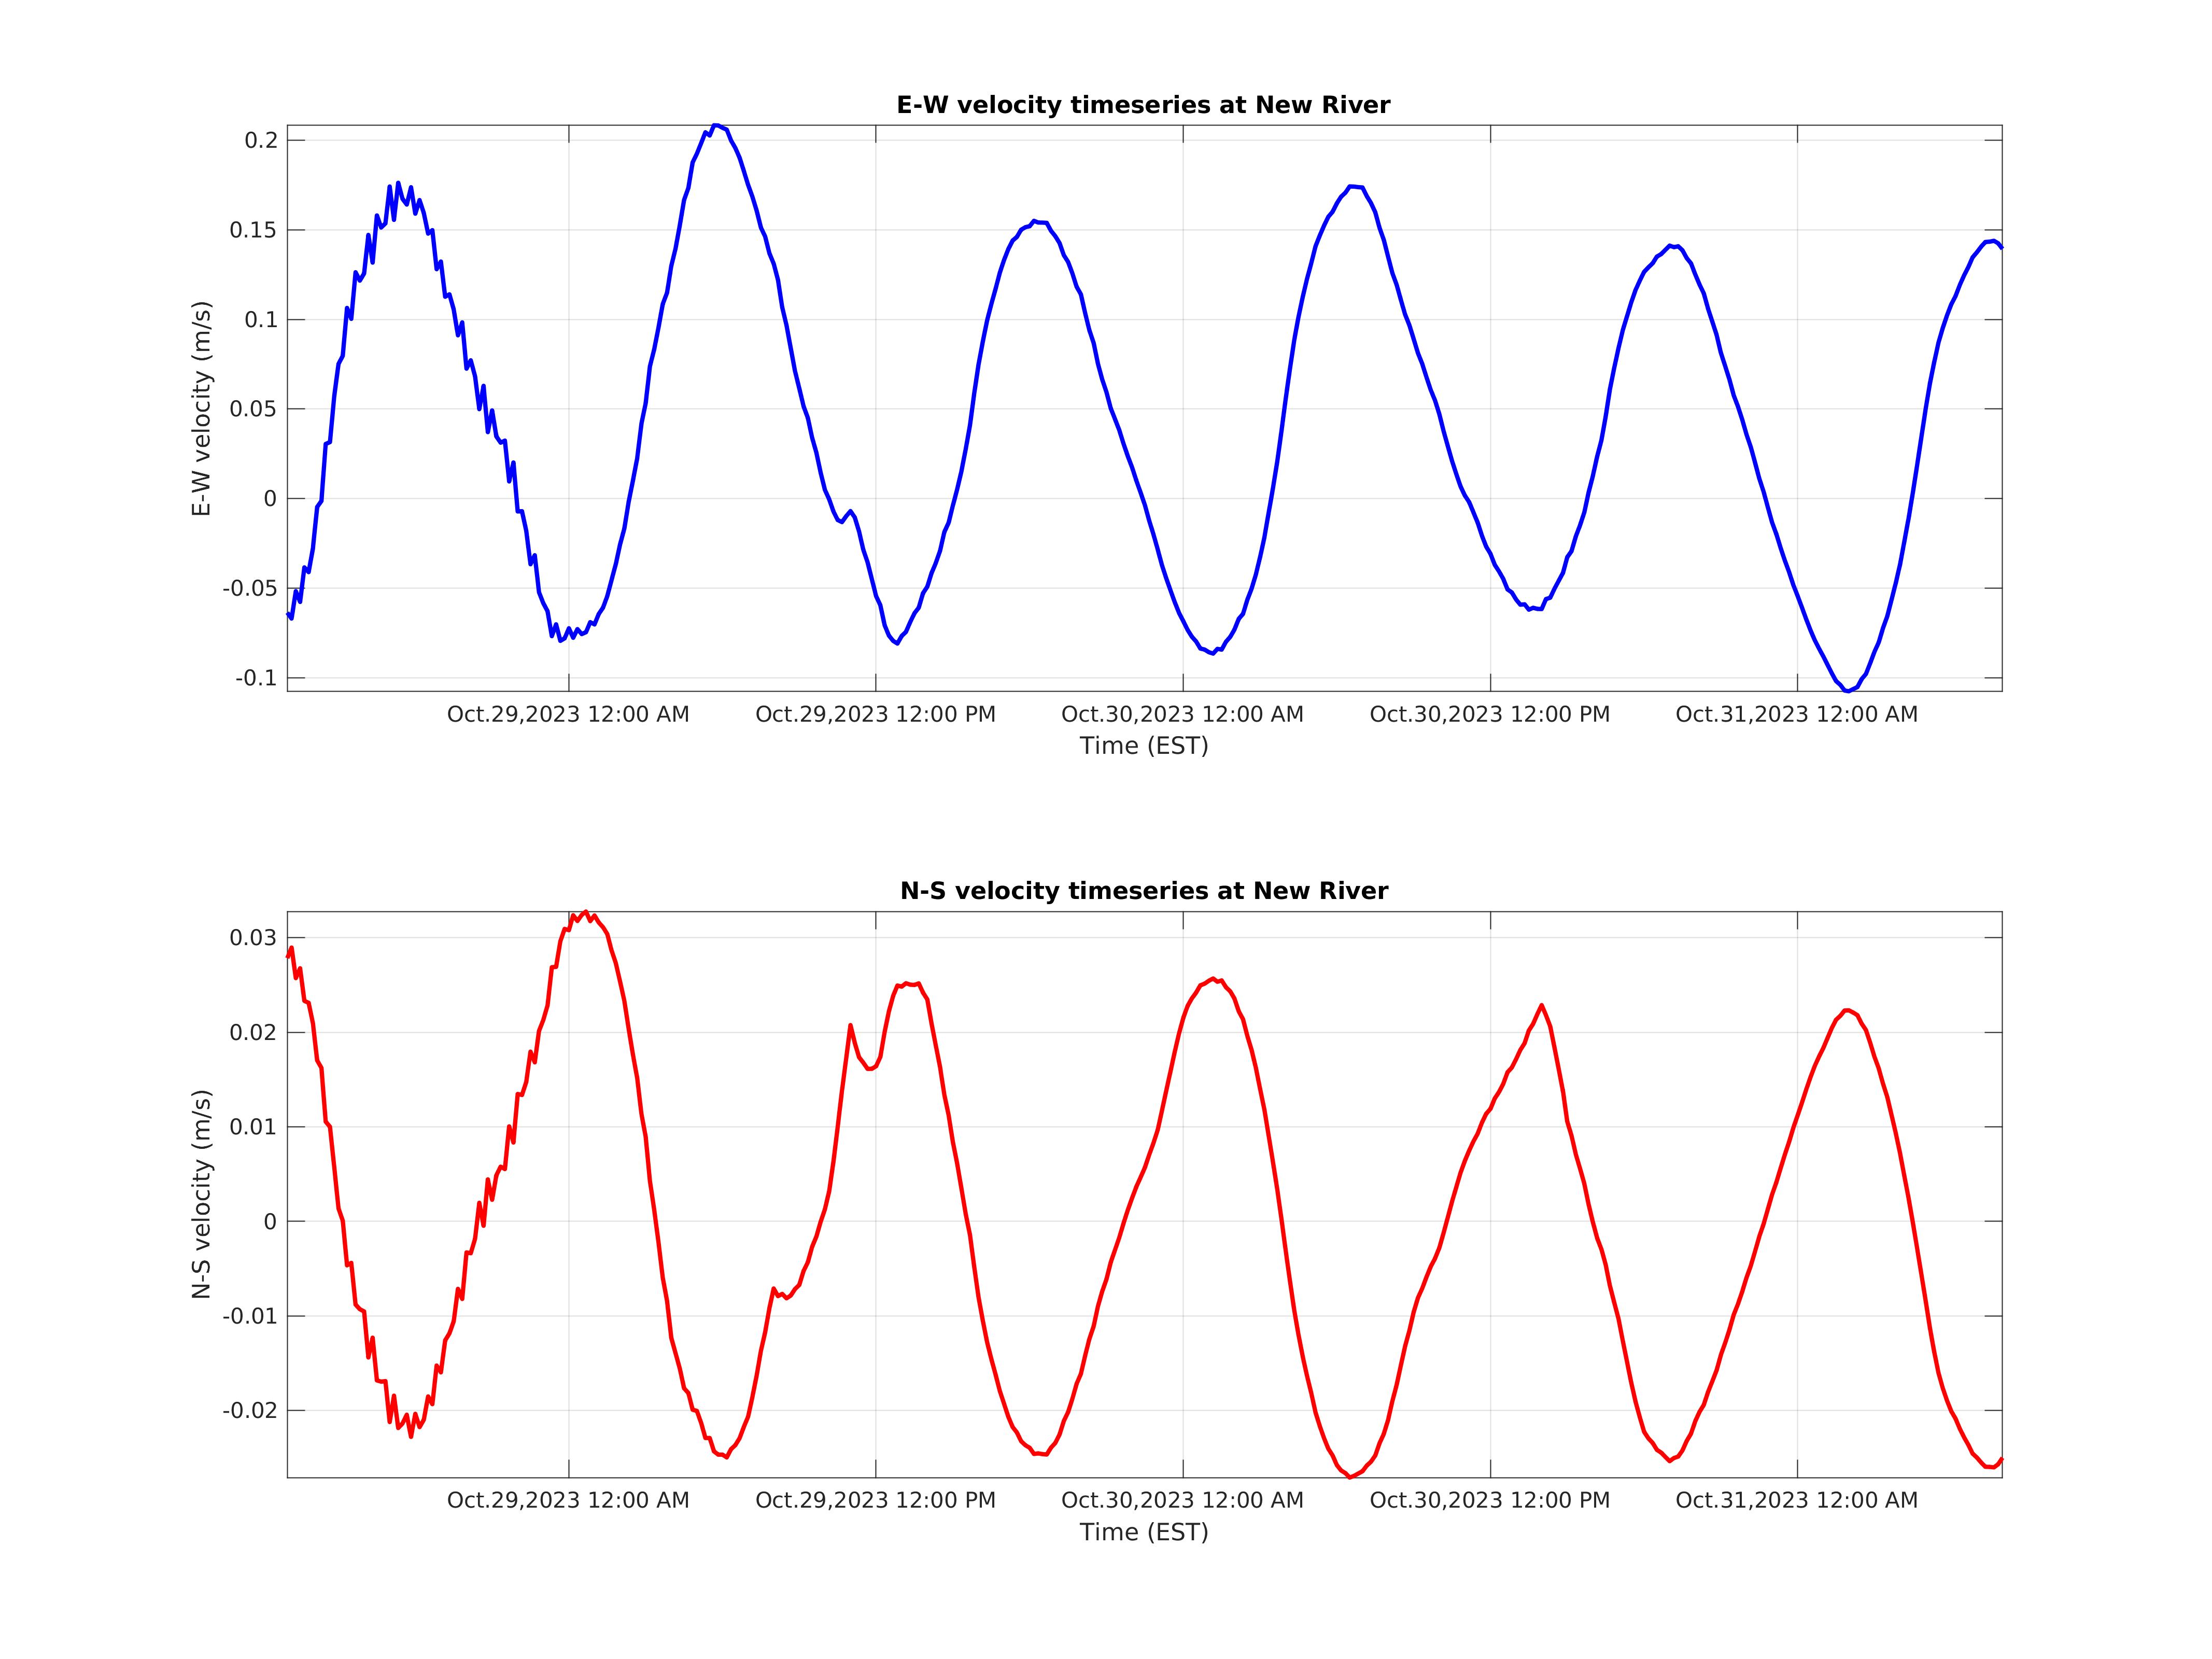 E-W velocity timeseries at New River
0.2
0.15
0.1
0.05
0
-0.05
-0.1
E-W velocity (m/s)
Oct.29,2023 12:00 AM
Oct.29,2023 12:00 PM
Oct.30,2023 12:00 AM
Oct.30,2023 12:00 PM
Oct.31,2023 12:00 AM
Time (EST)
N-S velocity timeseries at New River
0.03
0.02
0.01
0
-0.01
-0.02
N-S velocity (m/s)
Oct.29,2023 12:00 AM
Oct.29,2023 12:00 PM
Oct.30,2023 12:00 AM
Oct.30,2023 12:00 PM
Oct.31,2023 12:00 AM
Time (EST)